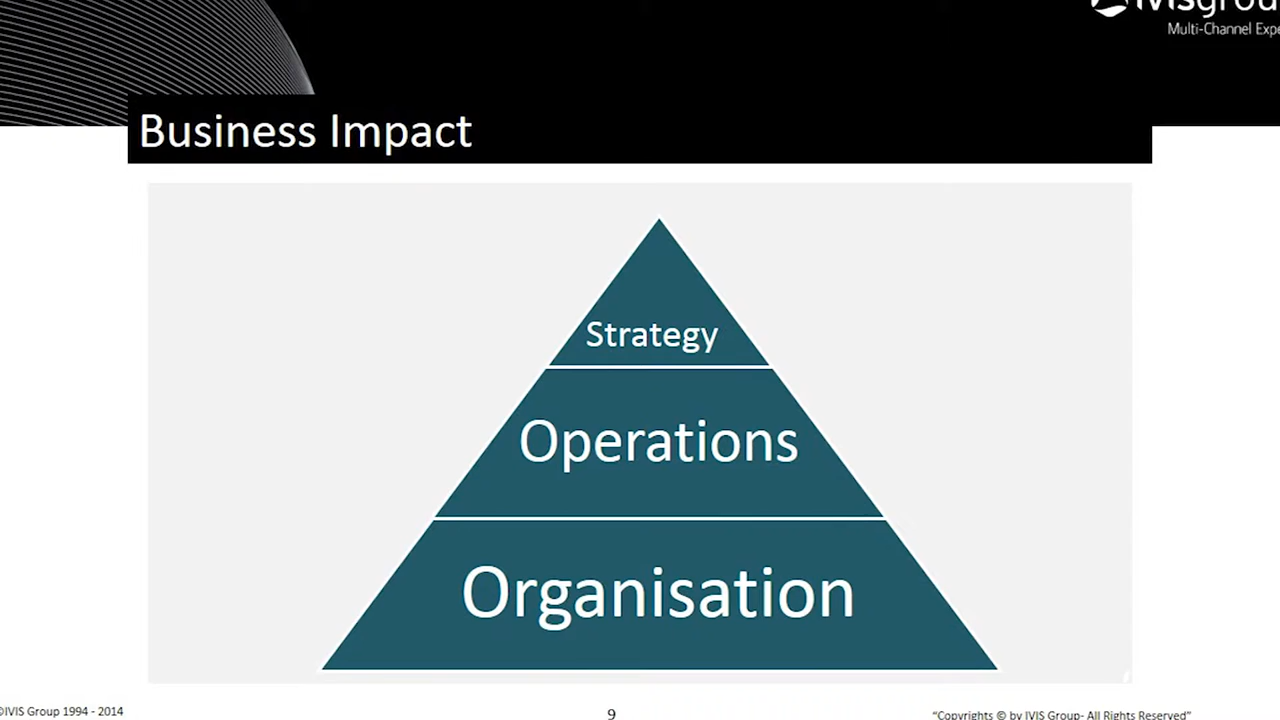 ivisgrou
Multi-Channel Expe
Business Impact
Strategy
Operations
Organisation
©IVIS Group 1994 - 2014
9
“Copyrights © by IVIS Group- All Rights Reserved”